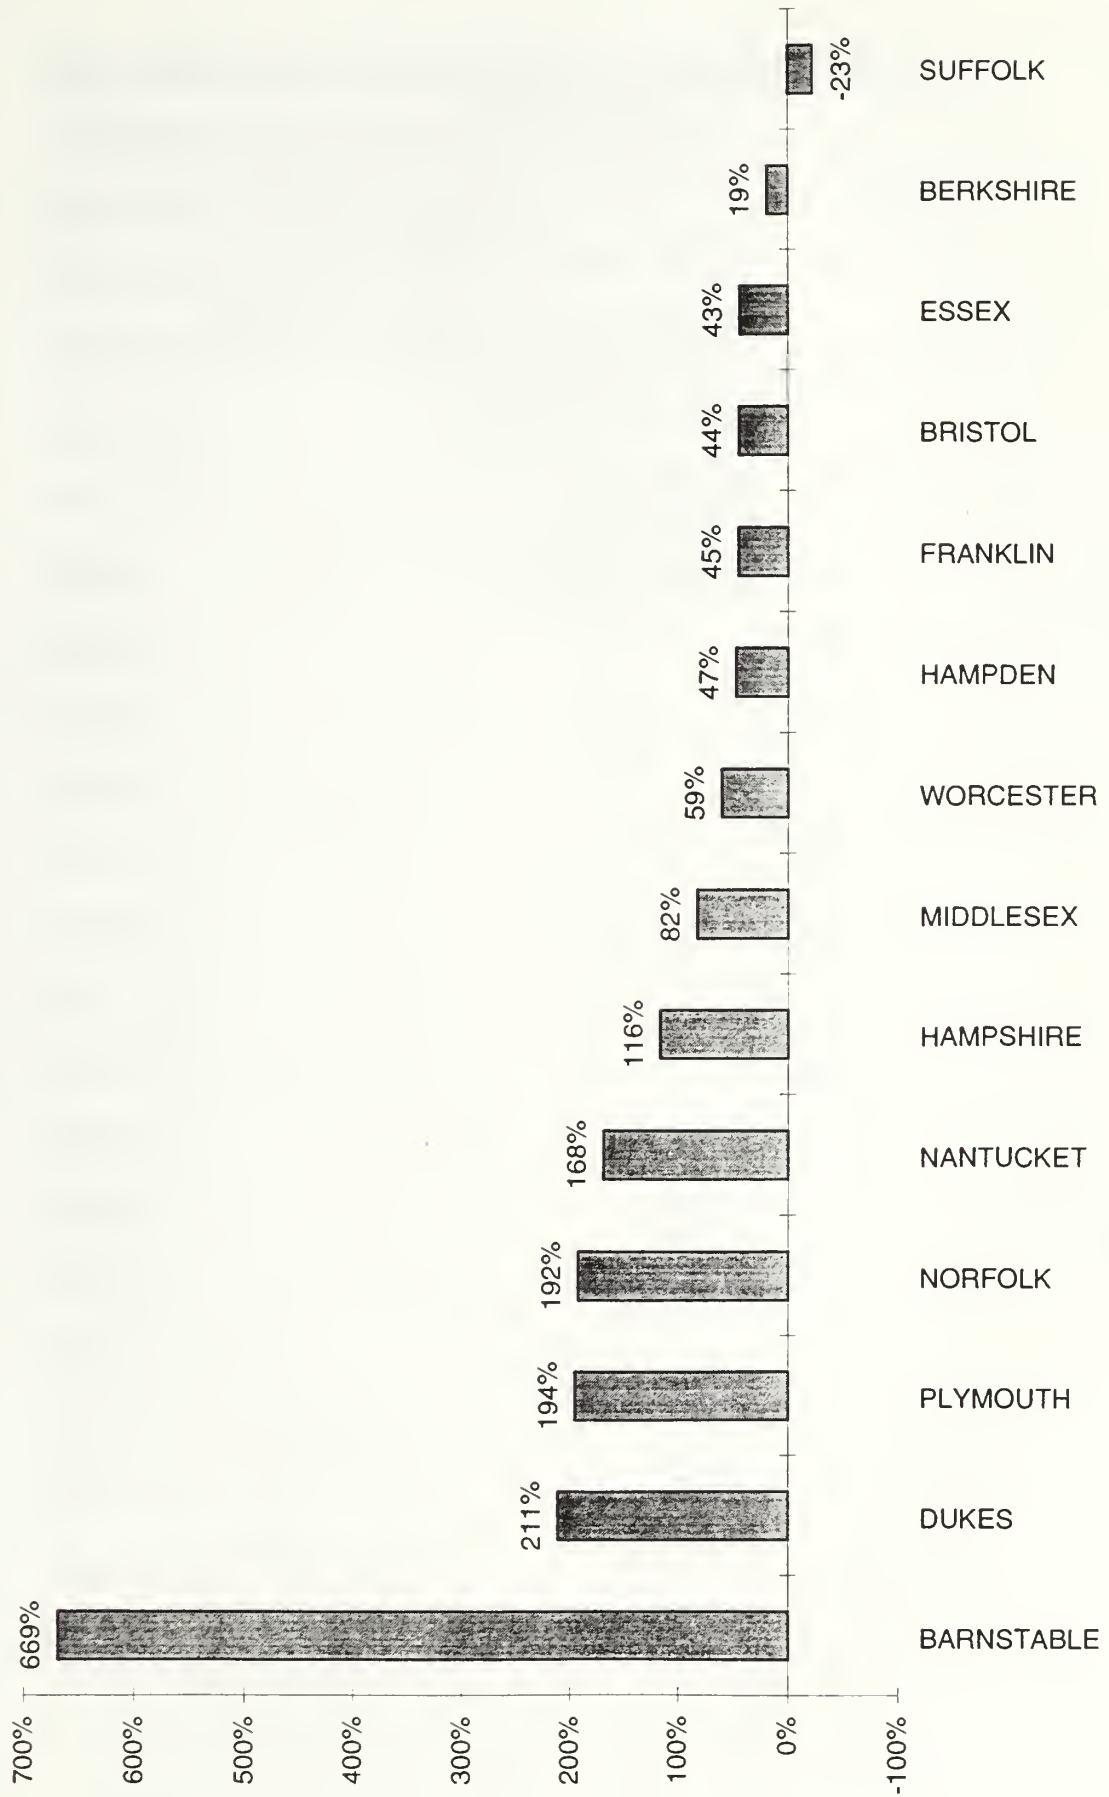 -23%
SUFFOLK
19%
BERKSHIRE
43%
ESSEX
44%
BRISTOL
45%
FRANKLIN
47%
HAMPDEN
59%
WORCESTER
82%
MIDDLESEX
116%
HAMPSHIRE
168%
NANTUCKET
192%
NORFOLK
194%
PLYMOUTH
211%
DUKES
669%
BARNSTABLE
700%
600%
500%
400%
300%
200%
100%
0%
-100%